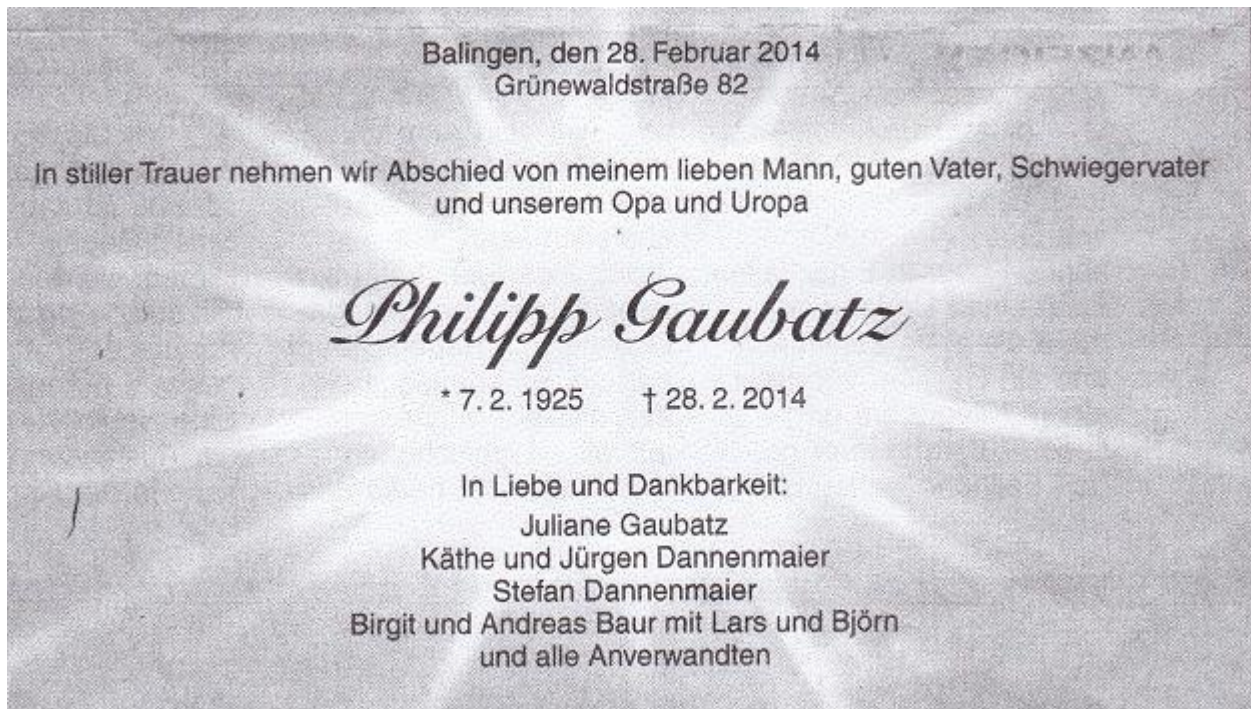 Balingen, den 28. Februar 2014
Grünewaldstraße 82
In stiller Trauer nehmen wir Abschied von meinem lieben Mann, guten Vater, Schwiegervater
und unserem Opa und Uropa
Philipp Gaubatz
* 7. 2. 1925 † 28. 2. 2014
In Liebe und Dankbarkeit:
Juliane Gaubatz
Käthe und Jürgen Dannenmaier
Stefan Dannenmaier
Birgit und Andreas Baur mit Lars und Björn
und alle Anverwandten